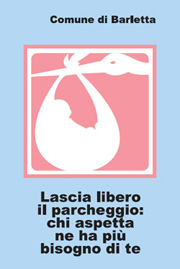 Comune di Barletta
Lascia libero
il parcheggio:
chi aspetta
ne ha più
bisogno di te